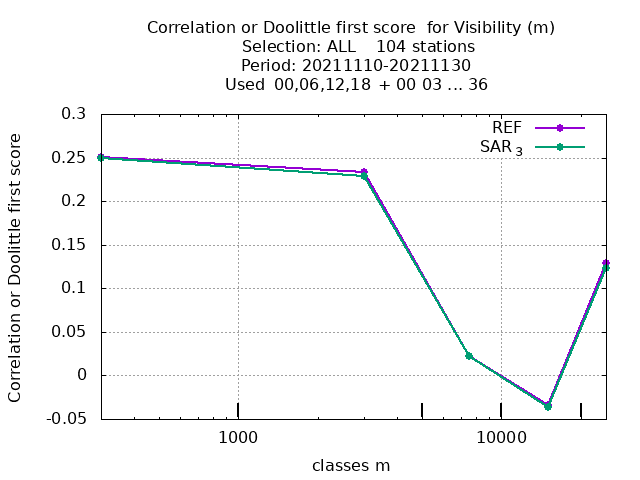 Correlation or Doolittle first score  for Visibility (m)
Selection: ALL    104 stations
Period: 20211110-20211130
Used  00,06,12,18  + 00 03 ... 36
Correlation or Doolittle first score
0.3
0.25
0.2
0.15
0.1
0.05
0
-0.05
REF
SAR 3
1000
10000
classes m